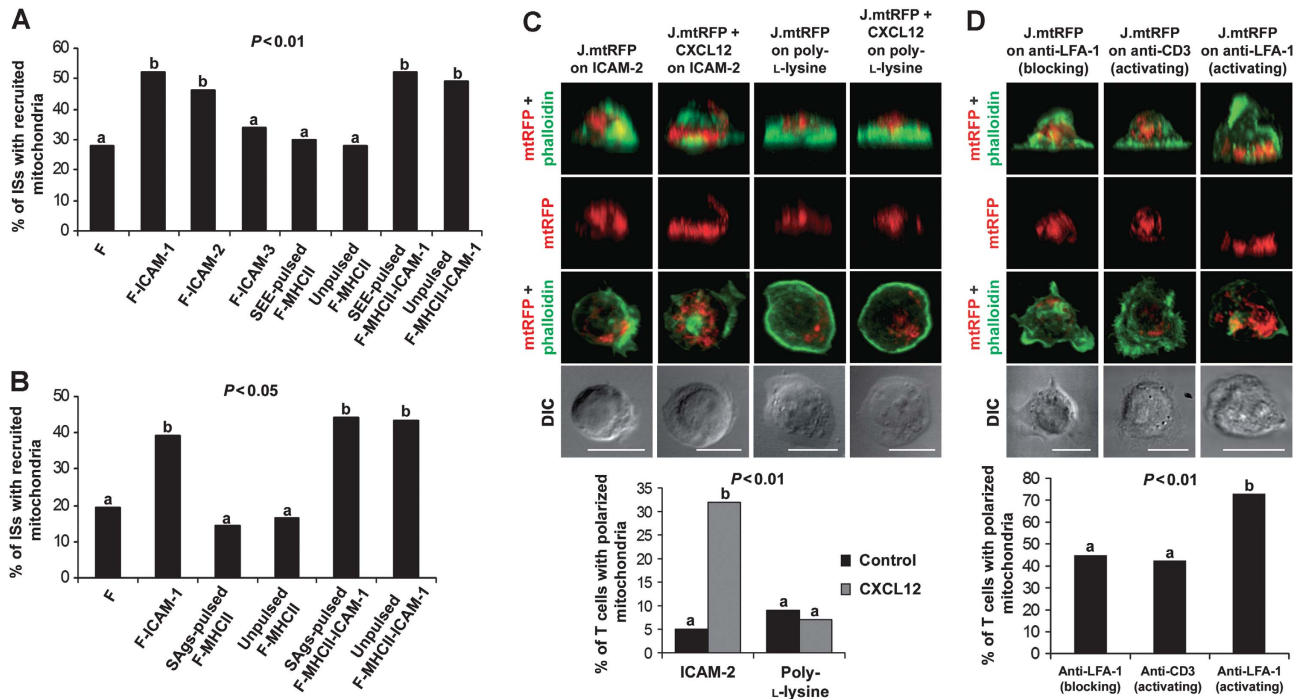 A
P<0.01
% of ISs with recruited
mitochondria
60
50
40
30
20
10
0
a
b
b
a
a
a
b
b
F
F-ICAM-1
F-ICAM-2
F-ICAM-3
SEE-pulsed
F-MHCII
Unpulsed
F-MHCII
SEE-pulsed
F-MHCII-ICAM-1
Unpulsed
F-MHCII-ICAM-1
B
P<0.05
% of ISs with recruited
mitochondria
50
40
30
20
10
0
a
b
a
a
b
b
F
F-ICAM-1
SAgs-pulsed
F-MHCII
Unpulsed
F-MHCII
SAgs-pulsed
F-MHCII-ICAM-1
Unpulsed
F-MHCII-ICAM-1
C
J.mtRFP
on ICAM-2
J.mtRFP +
CXCL12
on ICAM-2
J.mtRFP
on poly-
L-lysine
J.mtRFP +
CXCL12
on poly-
L-lysine
mtRFP +
phalloidin
mtRFP
mtRFP +
phalloidin
DIC
P<0.01
% of T cells with polarized
mitochondria
35
30
25
20
15
10
5
0
a
b
a
a
Control
CXCL12
ICAM-2
Poly-
L-lysine
D
J.mtRFP
on anti-LFA-1
(blocking)
J.mtRFP
on anti-CD3
(activating)
J.mtRFP
on anti-LFA-1
(activating)
mtRFP +
phalloidin
mtRFP
mtRFP +
phalloidin
DIC
P<0.01
% of T cells with polarized
mitochondria
80
70
60
50
40
30
20
10
0
a
a
b
Anti-LFA-1
(blocking)
Anti-CD3
(activating)
Anti-LFA-1
(activating)